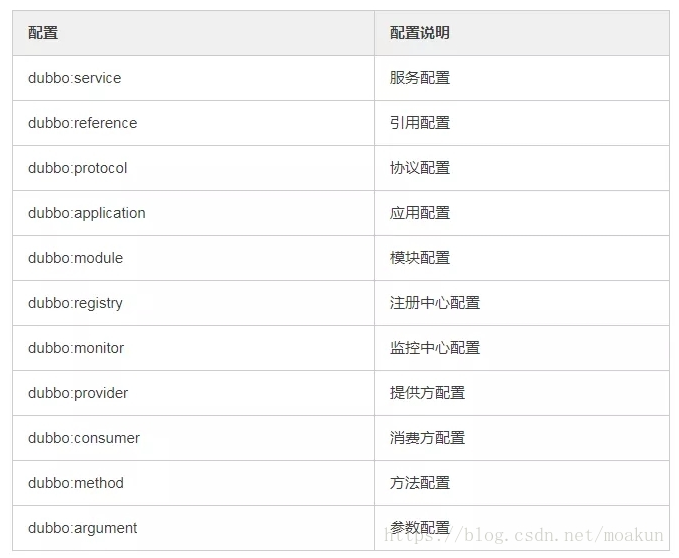 配置 配置说明
dubbo:service 服务配置
dubbo:reference 引用配置
dubbo:protocol 协议配置
dubbo:application 应用配置
dubbo:module 模块配置
dubbo:registry 注册中心配置
dubbo:monitor 监控中心配置
dubbo:provider 提供方配置
dubbo:consumer 消费方配置
dubbo:method 方法配置
dubbo:argument 参数配置
https://blog.csdn.net/moakun